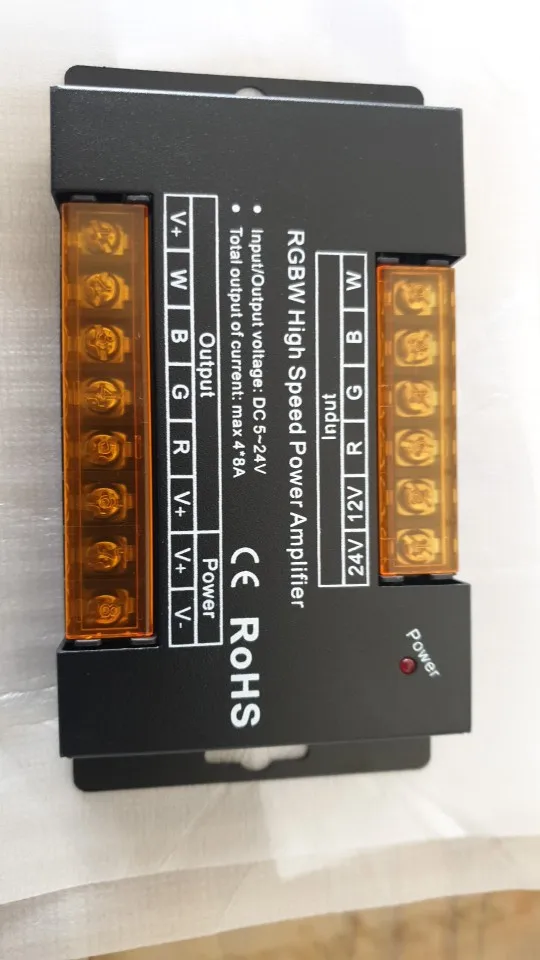 Power
24V 12V R G B W
Input
RGBW High Speed Power Amplifier
• Input/Output voltage: DC 5~24V
• Total output of current: max 4*8A
CE RoHS
Output Power
V+ W B G R V+ V+ V-